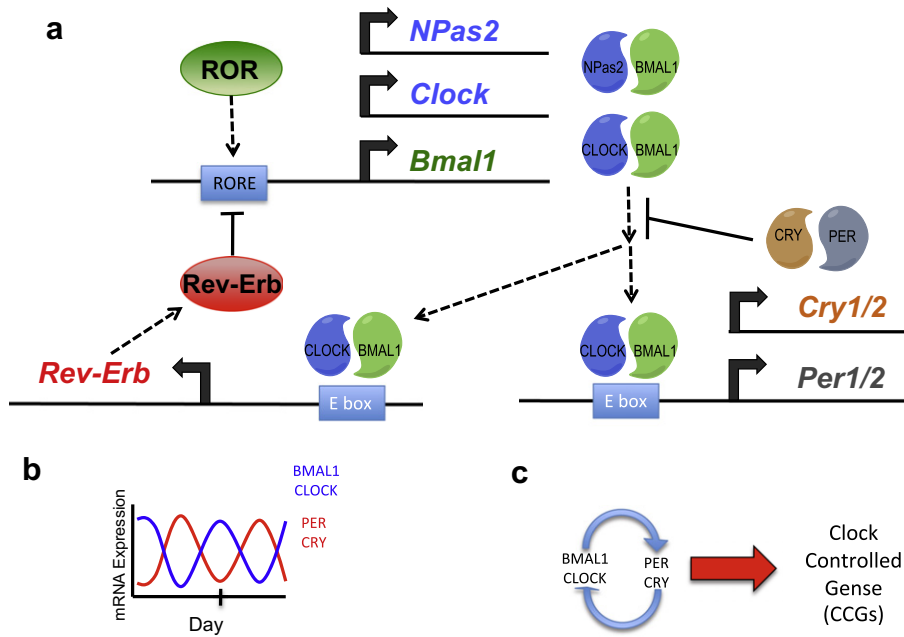 a
NPas2
ROR
NPas2 BMAL1
Clock
CLOCK BMAL1
Bmal1
RORE
CRY PER
Rev-Erb
Cry1/2
CLOCK BMAL1
CLOCK BMAL1
Rev-Erb
Per1/2
E box
E box
b
BMAL1
CLOCK
PER
CRY
mRNA Expression
Day
c
BMAL1
CLOCK
PER
CRY
Clock
Controlled
Gense
(CCGs)